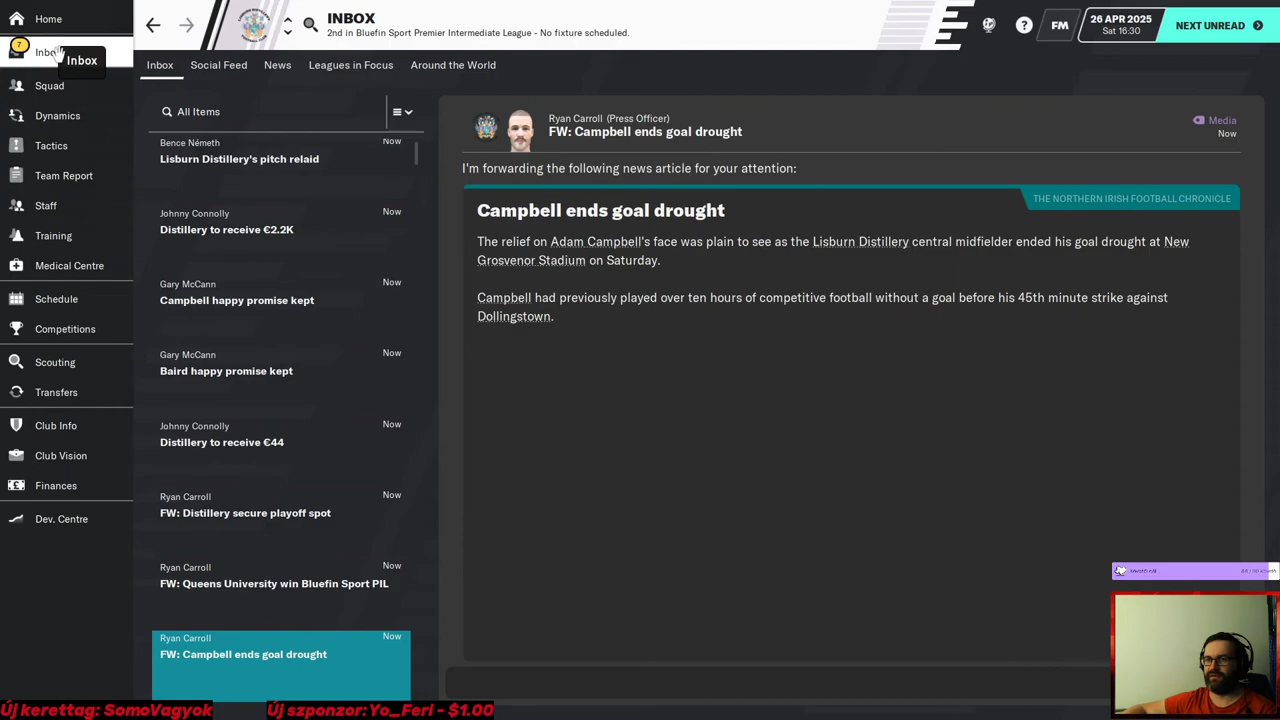 Home
7
Inbox
Inbox
Squad
Dynamics
Tactics
Team Report
Staff
Training
Medical Centre
Schedule
Competitions
Scouting
Transfers
Club Info
Club Vision
Finances
Dev. Centre
INBOX
2nd in Bluefin Sport Premier Intermediate League - No fixture scheduled.
FM
26 APR 2025
Sat 16:30
NEXT UNREAD
Inbox
Social Feed
News
Leagues in Focus
Around the World
All Items
Bence Németh
Now
Lisburn Distillery's pitch relaid
Johnny Connolly
Now
Distillery to receive €2.2K
Gary McCann
Now
Campbell happy promise kept
Gary McCann
Now
Baird happy promise kept
Johnny Connolly
Now
Distillery to receive €44
Ryan Carroll
Now
FW: Distillery secure playoff spot
Ryan Carroll
Now
FW: Queens University win Bluefin Sport PIL
Ryan Carroll
Now
FW: Campbell ends goal drought
Ryan Carroll (Press Officer)
FW: Campbell ends goal drought
Media
Now
I'm forwarding the following news article for your attention:
THE NORTHERN IRISH FOOTBALL CHRONICLE
Campbell ends goal drought
The relief on Adam Campbell's face was plain to see as the Lisburn Distillery central midfielder ended his goal drought at New
Grosvenor Stadium on Saturday.
Campbell had previously played over ten hours of competitive football without a goal before his 45th minute strike against
Dollingstown.
Új kerettag: SomoVagyok
Új szponzor: Yo_Feri - $1.00